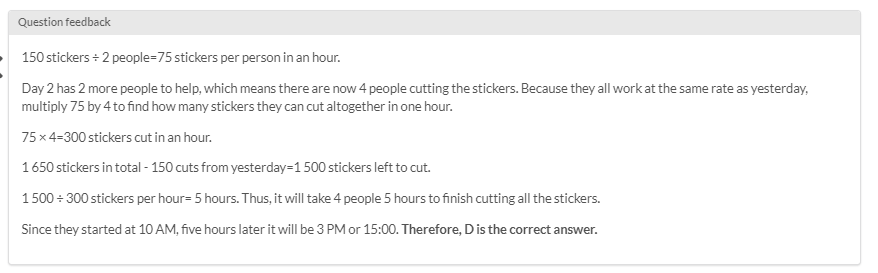 Question feedback
150 stickers ÷ 2 people=75 stickers per person in an hour.
Day 2 has 2 more people to help, which means there are now 4 people cutting the stickers. Because they all work at the same rate as yesterday,
multiply 75 by 4 to find how many stickers they can cut altogether in one hour.
75 × 4=300 stickers cut in an hour.
1 650 stickers in total - 150 cuts from yesterday=1 500 stickers left to cut.
1 500 ÷ 300 stickers per hour= 5 hours. Thus, it will take 4 people 5 hours to finish cutting all the stickers.
Since they started at 10 AM, five hours later it will be 3 PM or 15:00. Therefore, D is the correct answer.